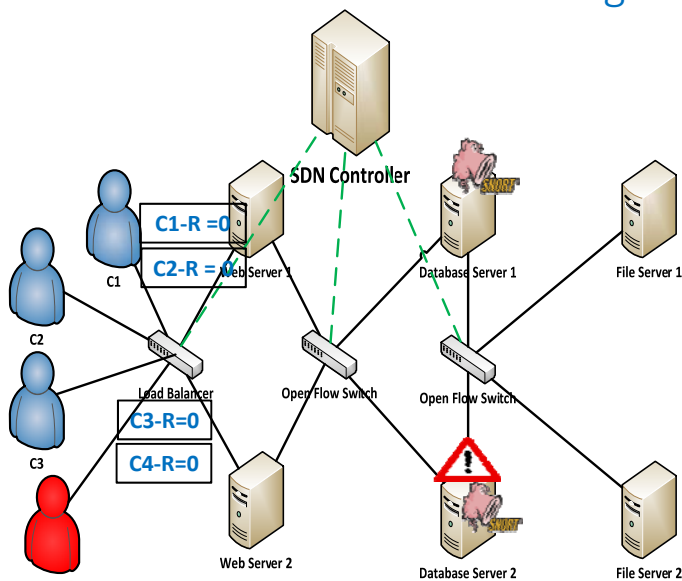 g
SDN Controller
SNORT
C1-R =0
C2-R = 0
Web Server 1
Database Server 1
File Server 1
C1
C2
Load Balancer
Open Flow Switch
Open Flow Switch
C3-R=0
C3
C4-R=0
!
SNORT
Web Server 2
Database Server 2
File Server 2